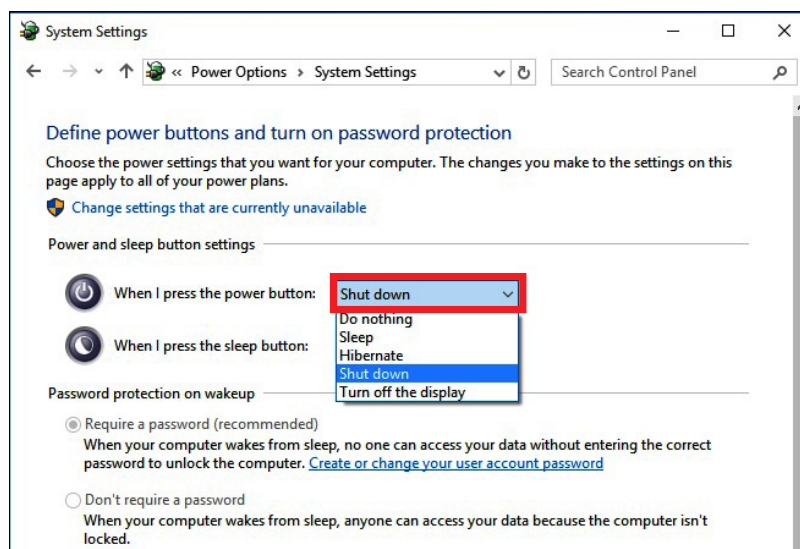 System Settings
« Power Options › System Settings
Search Control Panel
Define power buttons and turn on password protection
Choose the power settings that you want for your computer. The changes you make to the settings on this
page apply to all of your power plans.
Change settings that are currently unavailable
Power and sleep button settings
When I press the power button:
Shut down
Do nothing
Sleep
Hibernate
Shut down
Turn off the display
When I press the sleep button:
Password protection on wakeup
Require a password (recommended)
When your computer wakes from sleep, no one can access your data without entering the correct
password to unlock the computer. Create or change your user account password
Don't require a password
When your computer wakes from sleep, anyone can access your data because the computer isn't
locked.